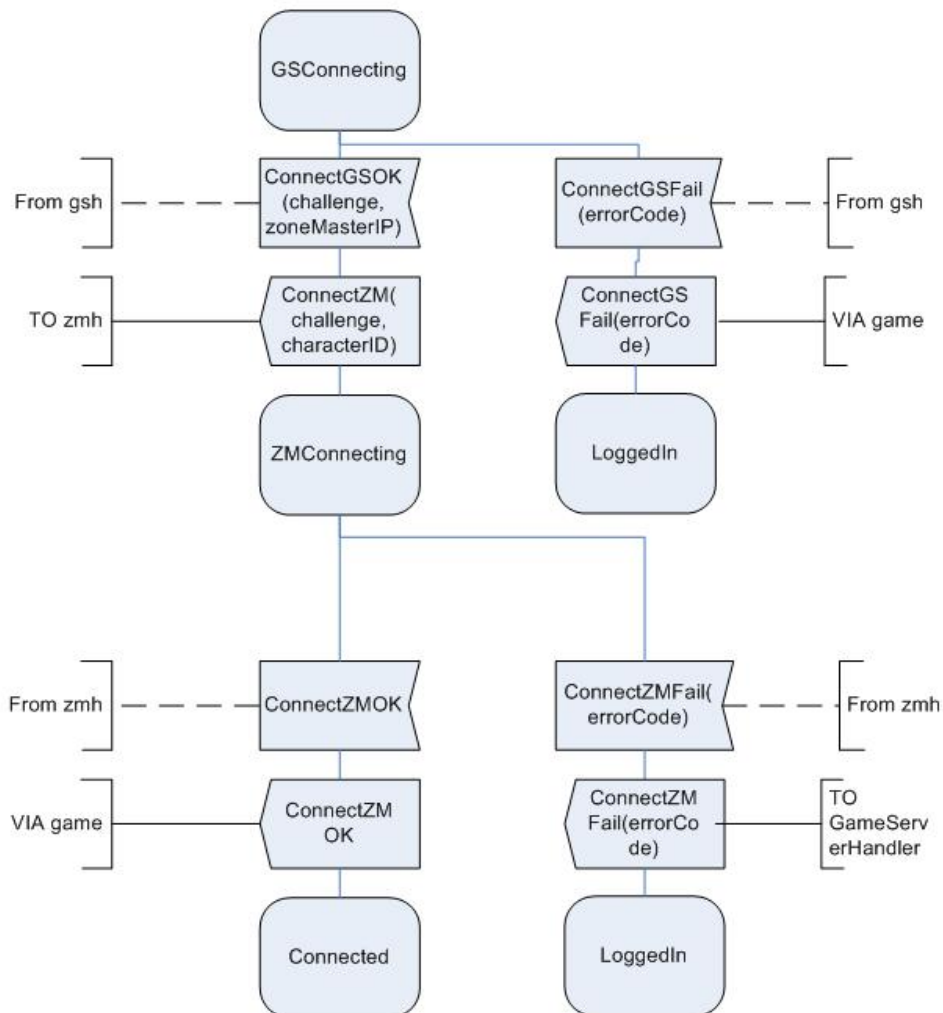 GSConnecting
From gsh
ConnectGSOK
(challenge,
zoneMasterIP)
ConnectGSFail
(errorCode)
From gsh
TO zmh
ConnectZM(
challenge,
characterID)
ConnectGS
Fail(errorCo
de)
VIA game
ZMConnecting
LoggedIn
From zmh
ConnectZMOK
ConnectZMFail(
errorCode)
From zmh
VIA game
ConnectZM
OK
ConnectZM
Fail(errorCo
de)
TO
GameServ
erHandler
Connected
LoggedIn